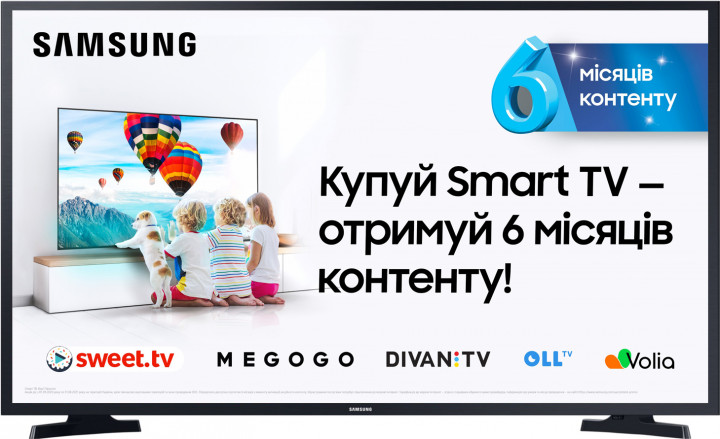 SAMSUNG
6 місяців
контенту
Купуй Smart TV –
отримуй 6 місяців
контенту!
sweet.tv MEGOGO DIVAN:TV OLL TV Volia
SAMSUNG